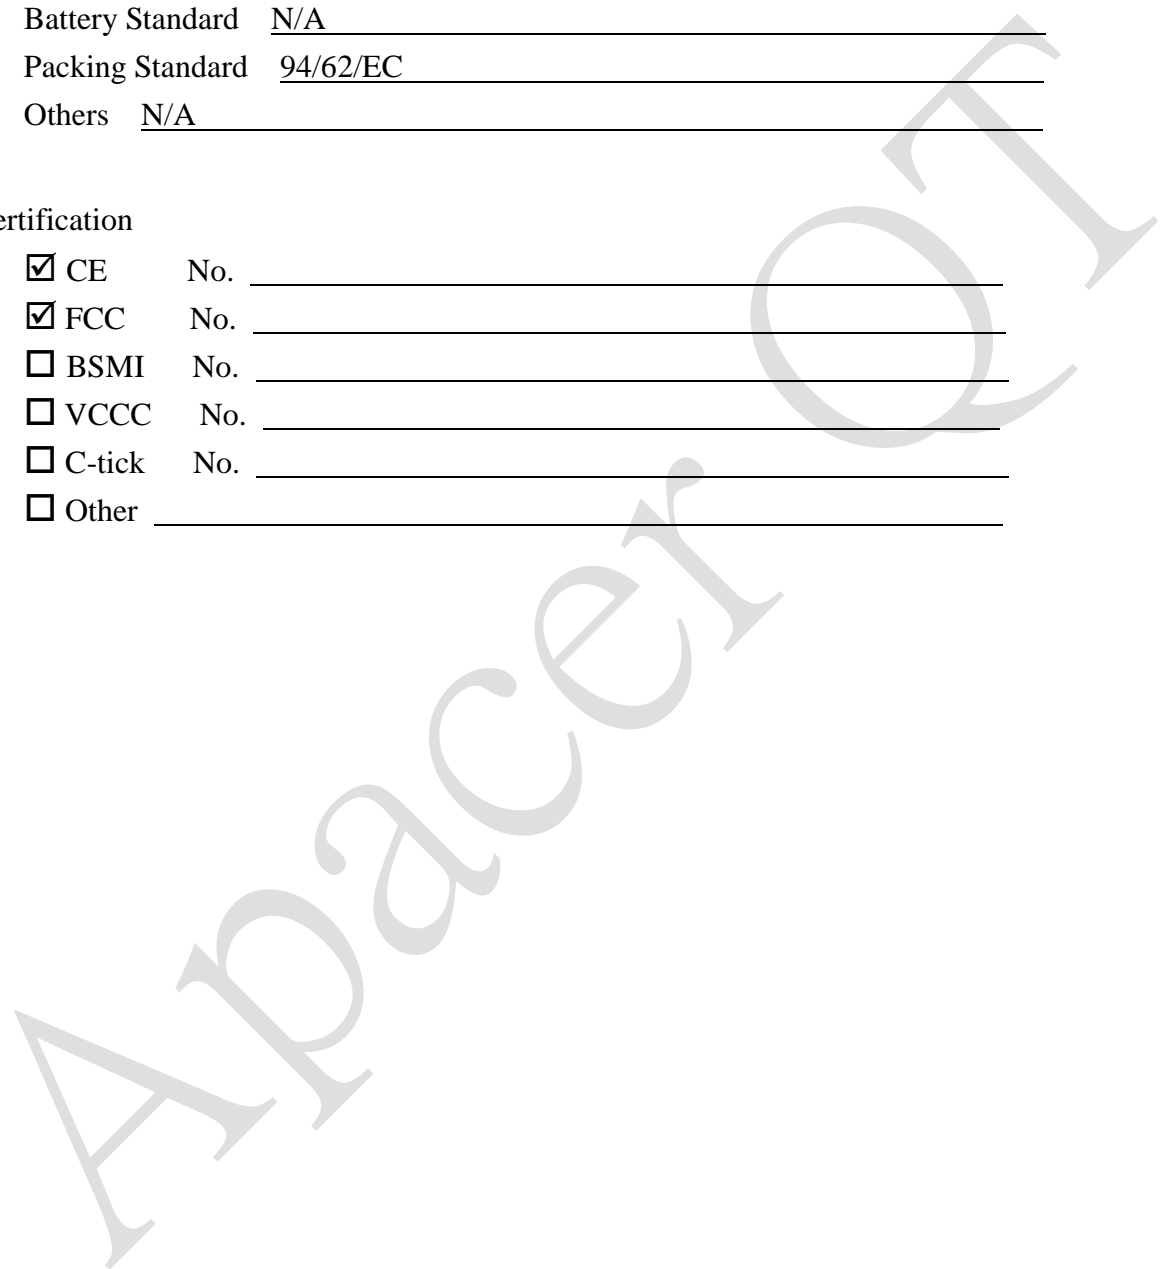 Battery Standard N/A
Packing Standard 94/62/EC
Others N/A
ertification
☑ CE No.
☑ FCC No.
☐ BSMI No.
☐ VCCC No.
☐ C-tick No.
☐ Other
Apacer QT